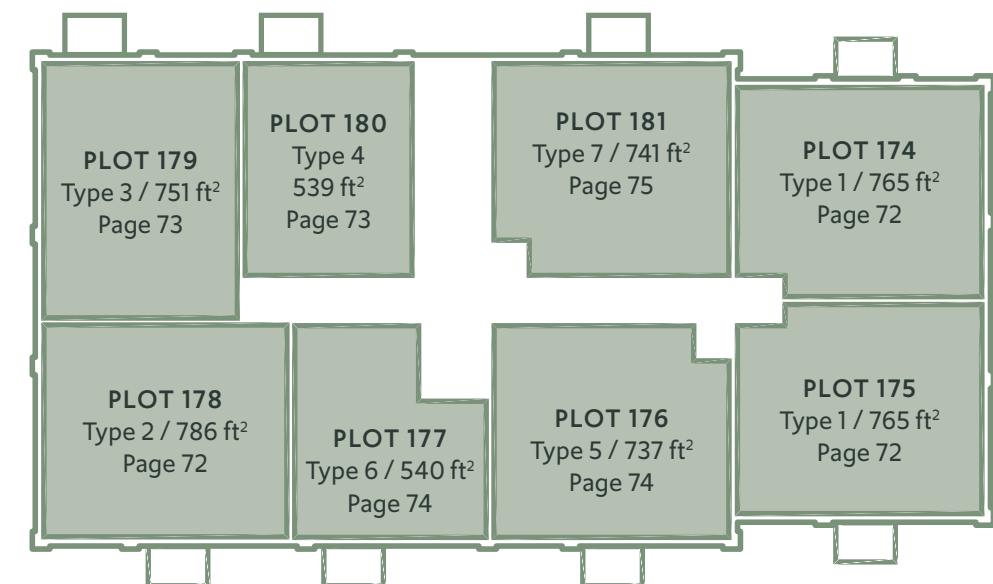 PLOT 179
Type 3 / 751 ft²
Page 73
PLOT 180
Type 4
539 ft²
Page 73
PLOT 181
Type 7 / 741 ft²
Page 75
PLOT 174
Type 1 / 765 ft²
Page 72
PLOT 178
Type 2 / 786 ft²
Page 72
PLOT 177
Type 6 / 540 ft²
Page 74
PLOT 176
Type 5 / 737 ft²
Page 74
PLOT 175
Type 1 / 765 ft²
Page 72